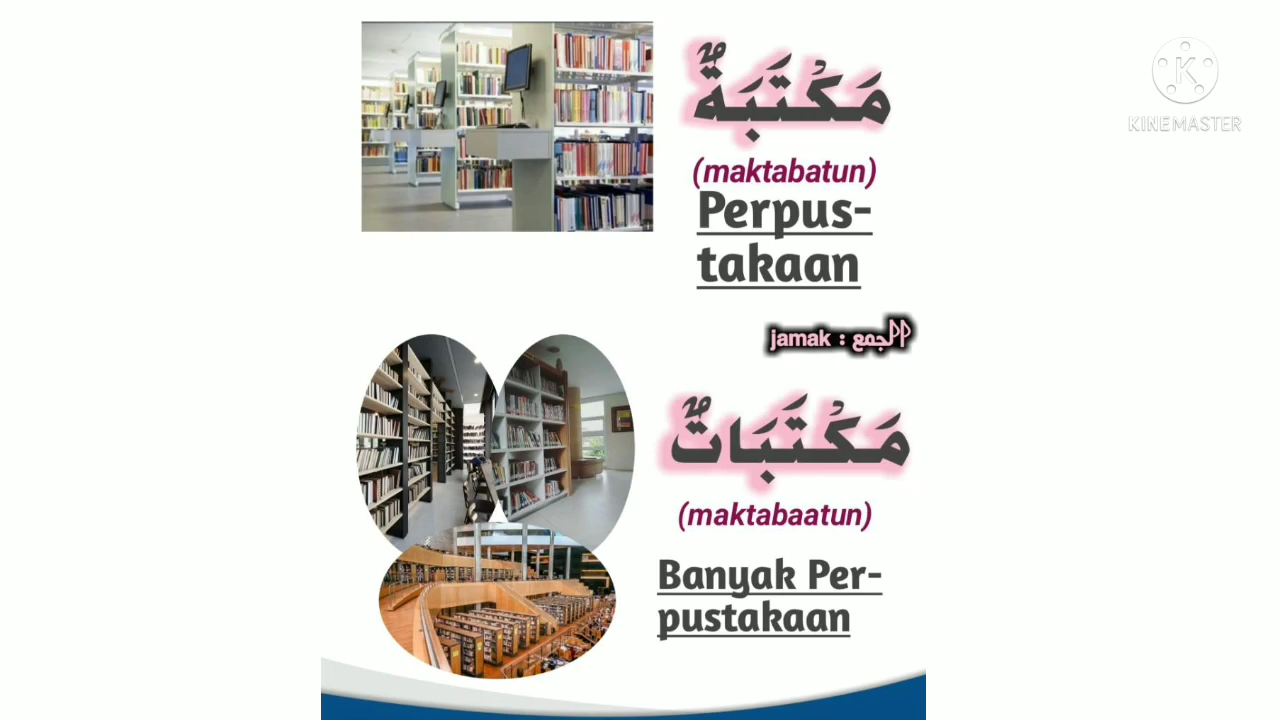 مَكْتَبَةٌ
(maktabatun)
Perpus-
takaan
الجمع : jamak
مَكْتَبَاتٌ
(maktabaatun)
Banyak Per-
pustakaan
K
KINEMASTER